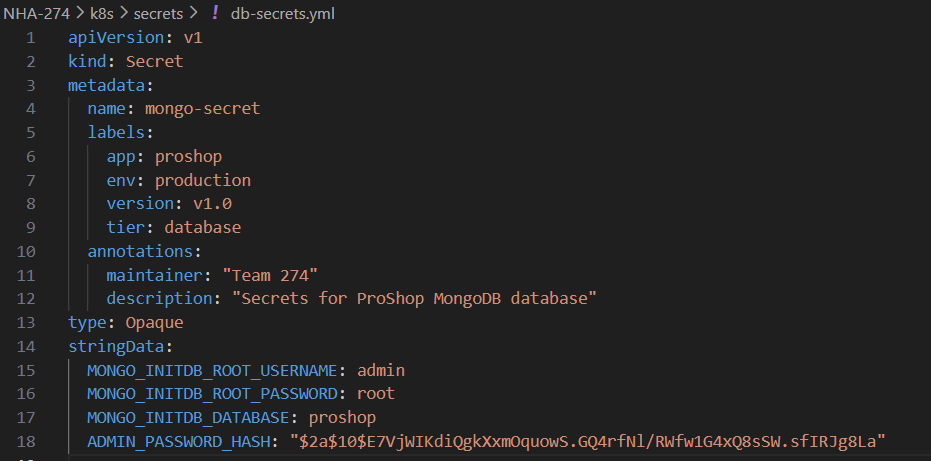 NHA-274 > k8s > secrets > ! db-secrets.yml
1 apiVersion: v1
2 kind: Secret
3 metadata:
4   name: mongo-secret
5   labels:
6     app: proshop
7     env: production
8     version: v1.0
9     tier: database
10   annotations:
11     maintainer: "Team 274"
12     description: "Secrets for ProShop MongoDB database"
13 type: Opaque
14 stringData:
15   MONGO_INITDB_ROOT_USERNAME: admin
16   MONGO_INITDB_ROOT_PASSWORD: root
17   MONGO_INITDB_DATABASE: proshop
18   ADMIN_PASSWORD_HASH: "$2a$10$E7VjWIKdiQgkXxmOquowS.GQ4rfNl/RWfw1G4xQ8sSW.sfIRJg8La"